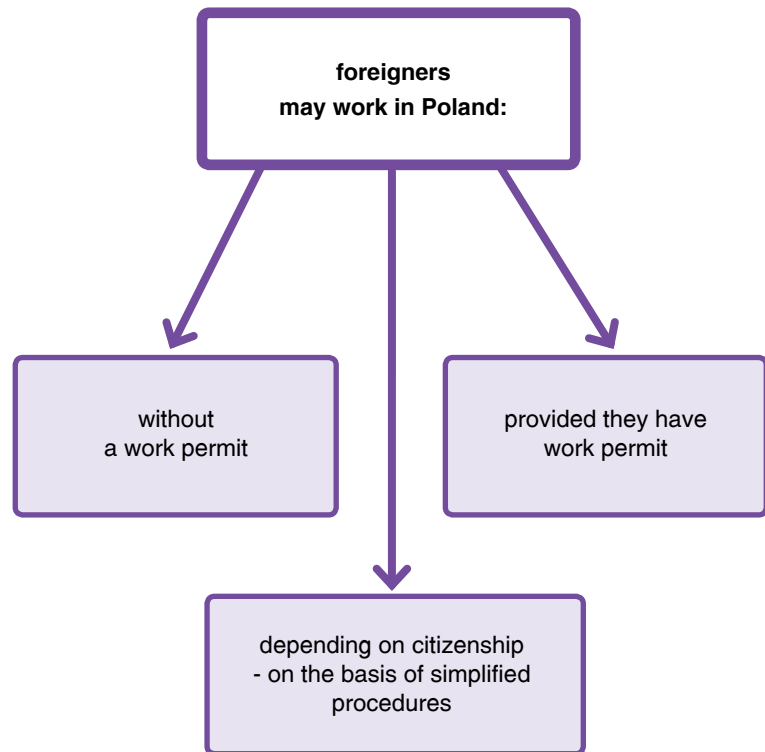 foreigners
may work in Poland:
without
a work permit
provided they have
work permit
depending on citizenship
- on the basis of simplified
procedures